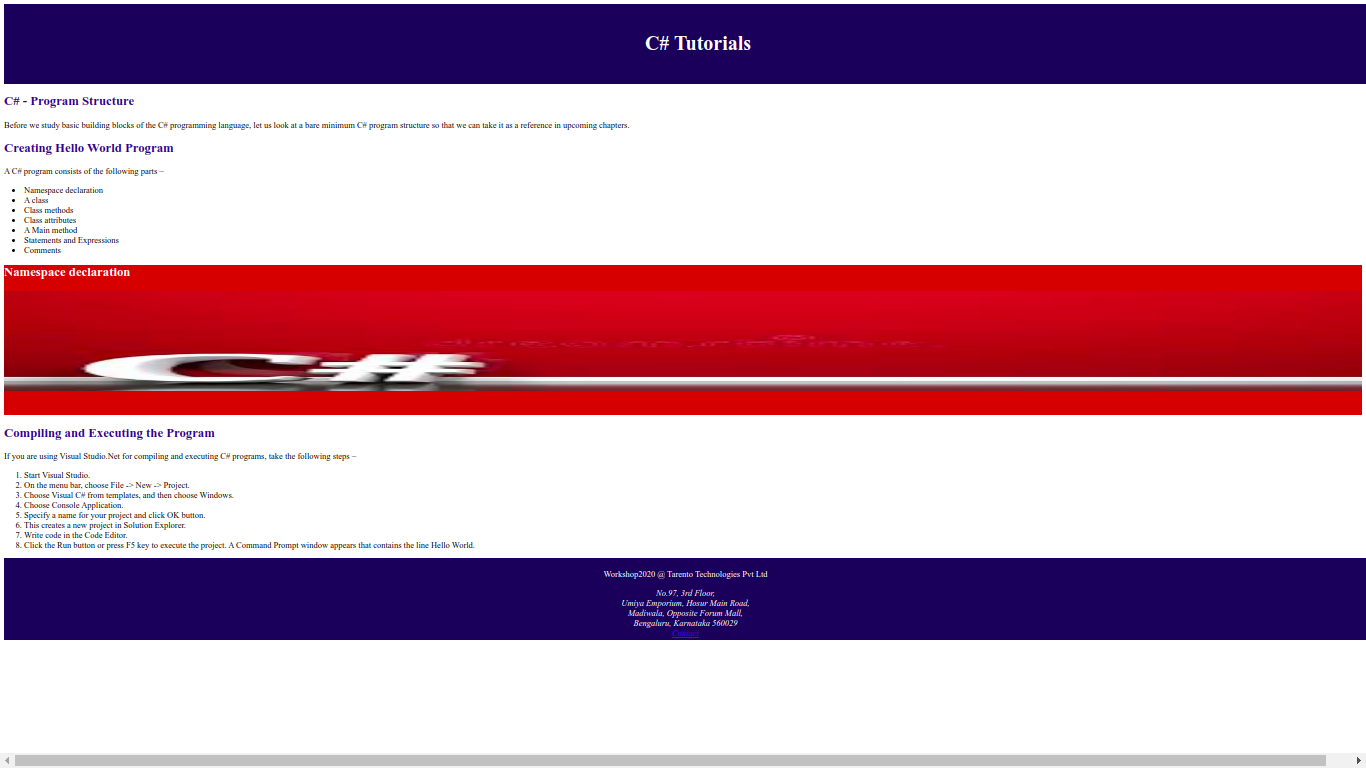 C# Tutorials
C# - Program Structure
Before we study basic building blocks of the C# programming language, let us look at a bare minimum C# program structure so that we can take it as a reference in upcoming chapters.
Creating Hello World Program
A C# program consists of the following parts –
Namespace declaration
A class
Class methods
Class attributes
A Main method
Statements and Expressions
Comments
Namespace declaration
C#
Compiling and Executing the Program
If you are using Visual Studio.Net for compiling and executing C# programs, take the following steps –
1. Start Visual Studio.
2. On the menu bar, choose File -> New -> Project.
3. Choose Visual C# from templates, and then choose Windows.
4. Choose Console Application.
5. Specify a name for your project and click OK button.
6. This creates a new project in Solution Explorer.
7. Write code in the Code Editor.
8. Click the Run button or press F5 key to execute the project. A Command Prompt window appears that contains the line Hello World.
Workshop2020 @ Tarento Technologies Pvt Ltd
No.97, 3rd Floor,
Umiya Emporium, Hosur Main Road,
Madiwala, Opposite Forum Mall,
Bengaluru, Karnataka 560029
Contact